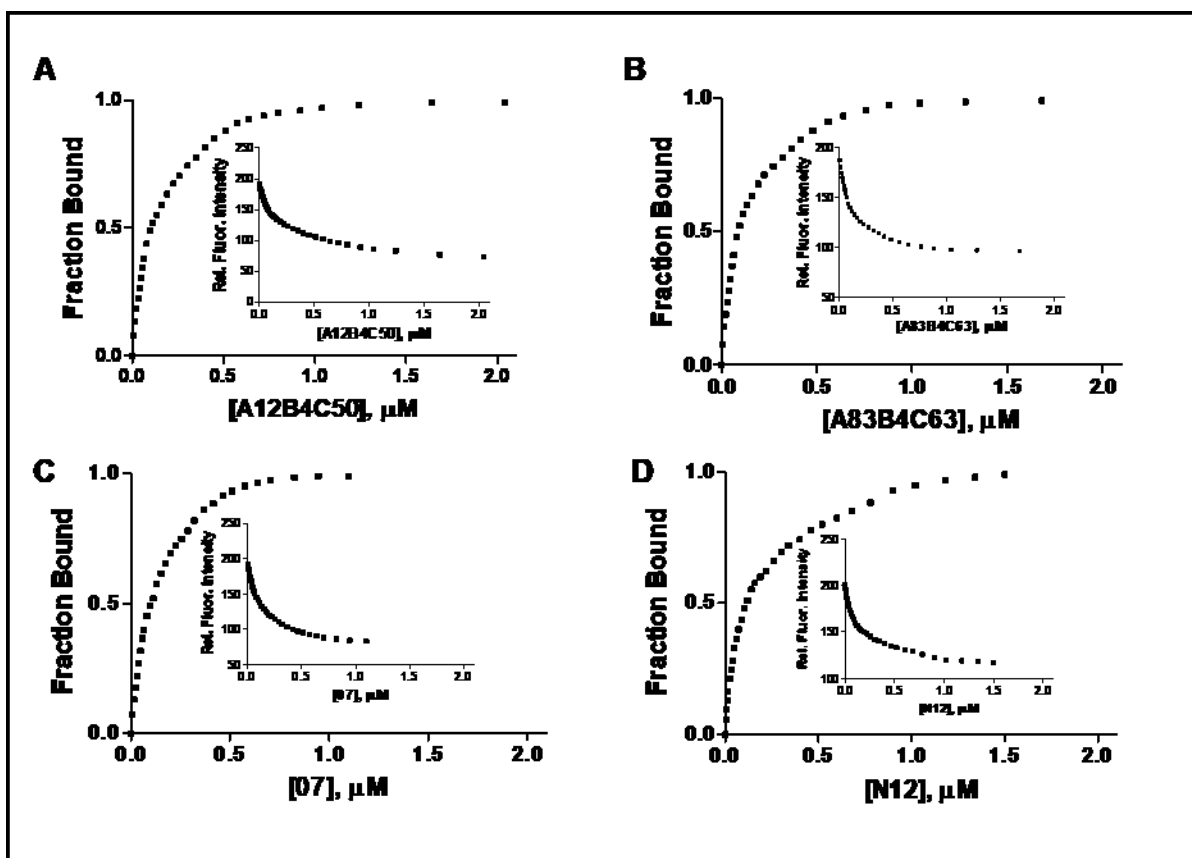 A
Fraction Bound
1.0
0.5
0.0
0.0 0.5 1.0 1.5 2.0
[A12B4C50], μM
Rel. Fluor. Intensity
250
200
150
100
50
0
0.0 0.5 1.0 1.5 2.0
[A12B4C50], μM
B
Fraction Bound
1.0
0.5
0.0
0.0 0.5 1.0 1.5 2.0
[A83B4C63], μM
Rel. Fluor. Intensity
200
150
100
50
0.0 0.5 1.0 1.5 2.0
[A83B4C63], μM
C
Fraction Bound
1.0
0.5
0.0
0.0 0.5 1.0 1.5 2.0
[07], μM
Rel. Fluor. Intensity
250
200
150
100
50
0.0 0.5 1.0 1.5 2.0
[07], μM
D
Fraction Bound
1.0
0.5
0.0
0.0 0.5 1.0 1.5 2.0
[N12], μM
Rel. Fluor. Intensity
250
200
150
100
0.0 0.5 1.0 1.5 2.0
[N12], μM